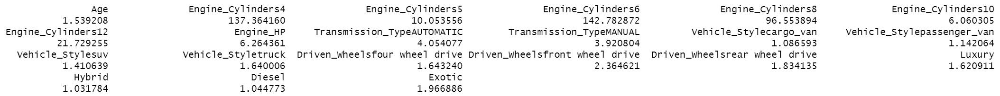 Age Engine_Cylinders4 Engine_Cylinders5 Engine_Cylinders6 Engine_Cylinders8 Engine_Cylinders10
1.539208 137.364160 10.053556 142.782872 96.553894 6.060305
Engine_Cylinders12 Engine_HP Transmission_TypeAUTOMATIC Transmission_TypeMANUAL Vehicle_Stylecargo_van Vehicle_Stylepassenger_van
21.729255 6.264361 4.054077 3.920804 1.086593 1.142064
Vehicle_Stylesuv Vehicle_Styletruck Driven_Wheelsfour wheel drive Driven_Wheelsfront wheel drive Driven_Wheelsrear wheel drive Luxury
1.410639 1.640006 1.643240 2.364621 1.834135 1.620911
Hybrid Diesel Exotic
1.031784 1.044773 1.966886